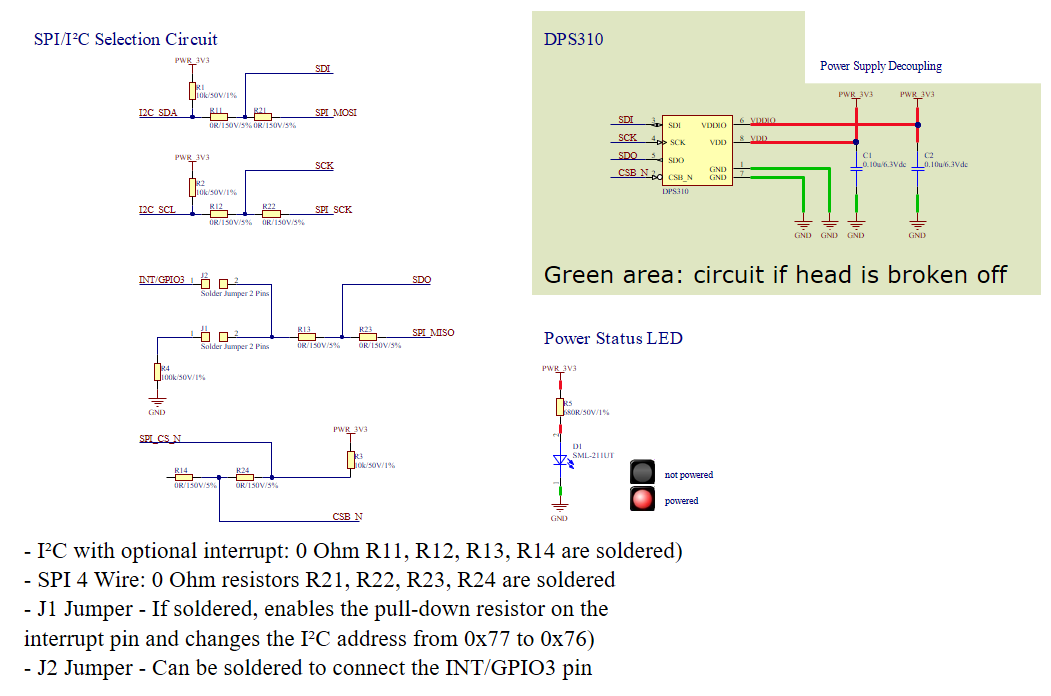 SPI/I²C Selection Circuit
PWR_3V3
R1
10k/50V/1%
SDI
I2C_SDA
R11
R21
SPI_MOSI
0R/150V/5%
0R/150V/5%
PWR_3V3
R2
10k/50V/1%
SCK
I2C_SCL
R12
R22
SPI_SCK
0R/150V/5%
0R/150V/5%
INT/GPIO3
1
J2
2
SDO
Solder Jumper 2 Pins
1
J1
2
R13
R23
SPI_MISO
Solder Jumper 2 Pins
0R/150V/5%
0R/150V/5%
R4
100k/50V/1%
GND
PWR_3V3
SPI_CS_N
R3
10k/50V/1%
R14
R24
0R/150V/5%
0R/150V/5%
CSB_N
DPS310
Power Supply Decoupling
PWR_3V3
PWR_3V3
SDI 3 SDI VDDIO 6 VDDIO
SCK 4 SCK VDD 8 VDD
SDO 5 SDO
CSB_N 2 CSB_N
GND 1
GND 7
DPS310
C1
0.10u/6.3Vdc
C2
0.10u/6.3Vdc
GND GND GND GND
Green area: circuit if head is broken off
Power Status LED
PWR_3V3
R5
680R/50V/1%
2
D1
SML-211UT
1
GND
not powered
powered
- I²C with optional interrupt: 0 Ohm R11, R12, R13, R14 are soldered)
- SPI 4 Wire: 0 Ohm resistors R21, R22, R23, R24 are soldered
- J1 Jumper - If soldered, enables the pull-down resistor on the
interrupt pin and changes the I²C address from 0x77 to 0x76)
- J2 Jumper - Can be soldered to connect the INT/GPIO3 pin